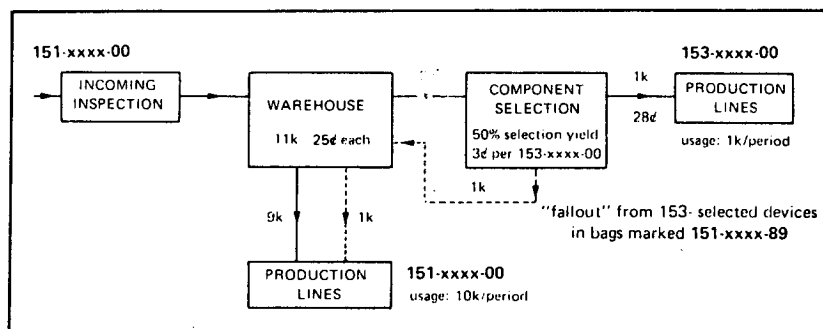 151-xxxx-00
INCOMING
INSPECTION
WAREHOUSE
11k 25¢ each
COMPONENT
SELECTION
50% selection yield
3¢ per 153-xxxx-00
1k
28¢
153-xxxx-00
PRODUCTION
LINES
usage: 1k/period
1k
"fallout" from 153- selected devices
in bags marked 151-xxxx-89
9k
1k
PRODUCTION
LINES
151-xxxx-00
usage: 10k/period